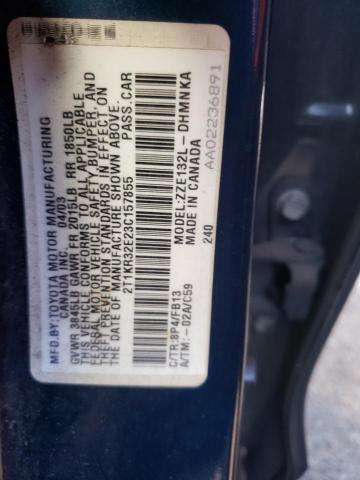 MFD.BY:TOYOTA MOTOR MANUFACTURING
CANADA INC. 04/03
GVWR 3845LB GAWR FR 2015LB RR 1850LB
THIS VEHICLE CONFORMS TO ALL APPLICABLE
FEDERAL MOTOR VEHICLE SAFETY, BUMPER, AND
THEFT PREVENTION STANDARDS IN EFFECT ON
THE DATE OF MANUFACTURE SHOWN ABOVE.
2T1KR32E23C157855 PASS.CAR
C/TR:8P4/FB13
A/TM:-02A/C59
MODEL:ZZE132L-DHMNKA
MADE IN CANADA
240
AA02236891